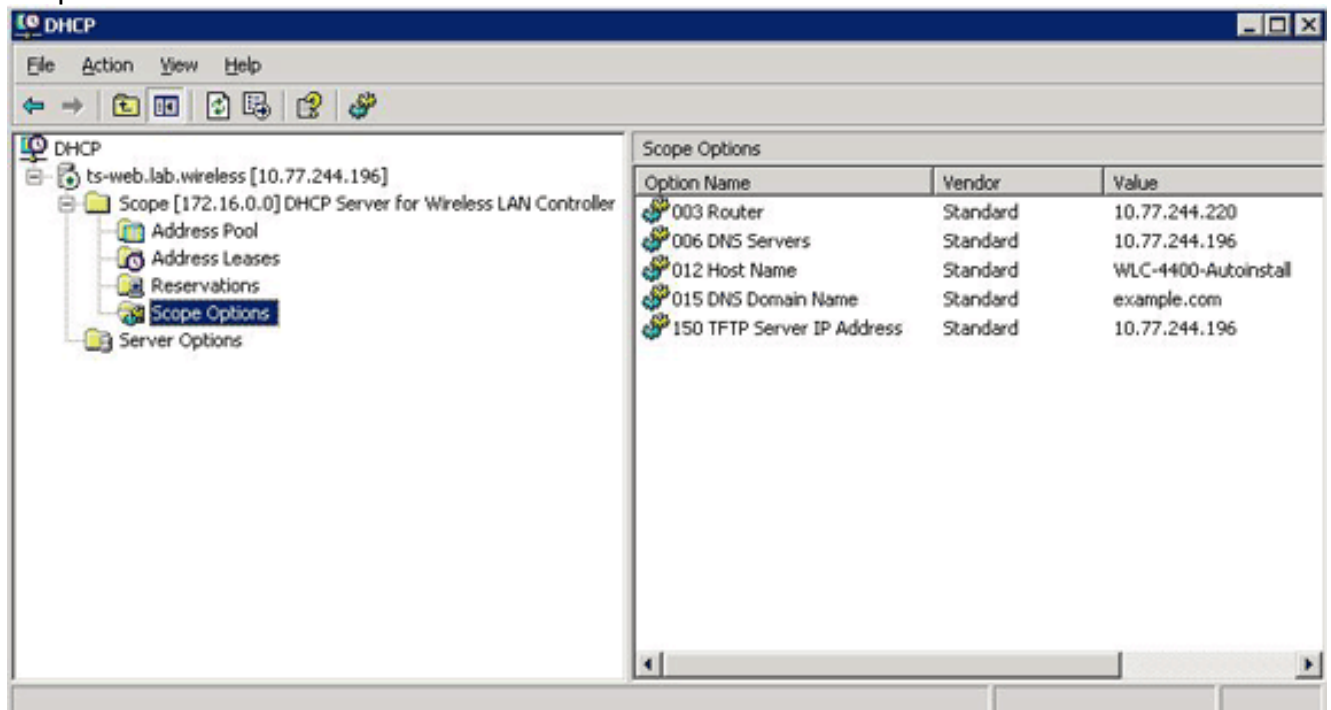 DHCP
File Action View Help
DHCP
ts-web.lab.wireless [10.77.244.196]
Scope [172.16.0.0] DHCP Server for Wireless LAN Controller
Address Pool
Address Leases
Reservations
Scope Options
Server Options
Scope Options
Option Name Vendor Value
003 Router Standard 10.77.244.220
006 DNS Servers Standard 10.77.244.196
012 Host Name Standard WLC-4400-Autoinstall
015 DNS Domain Name Standard example.com
150 TFTP Server IP Address Standard 10.77.244.196